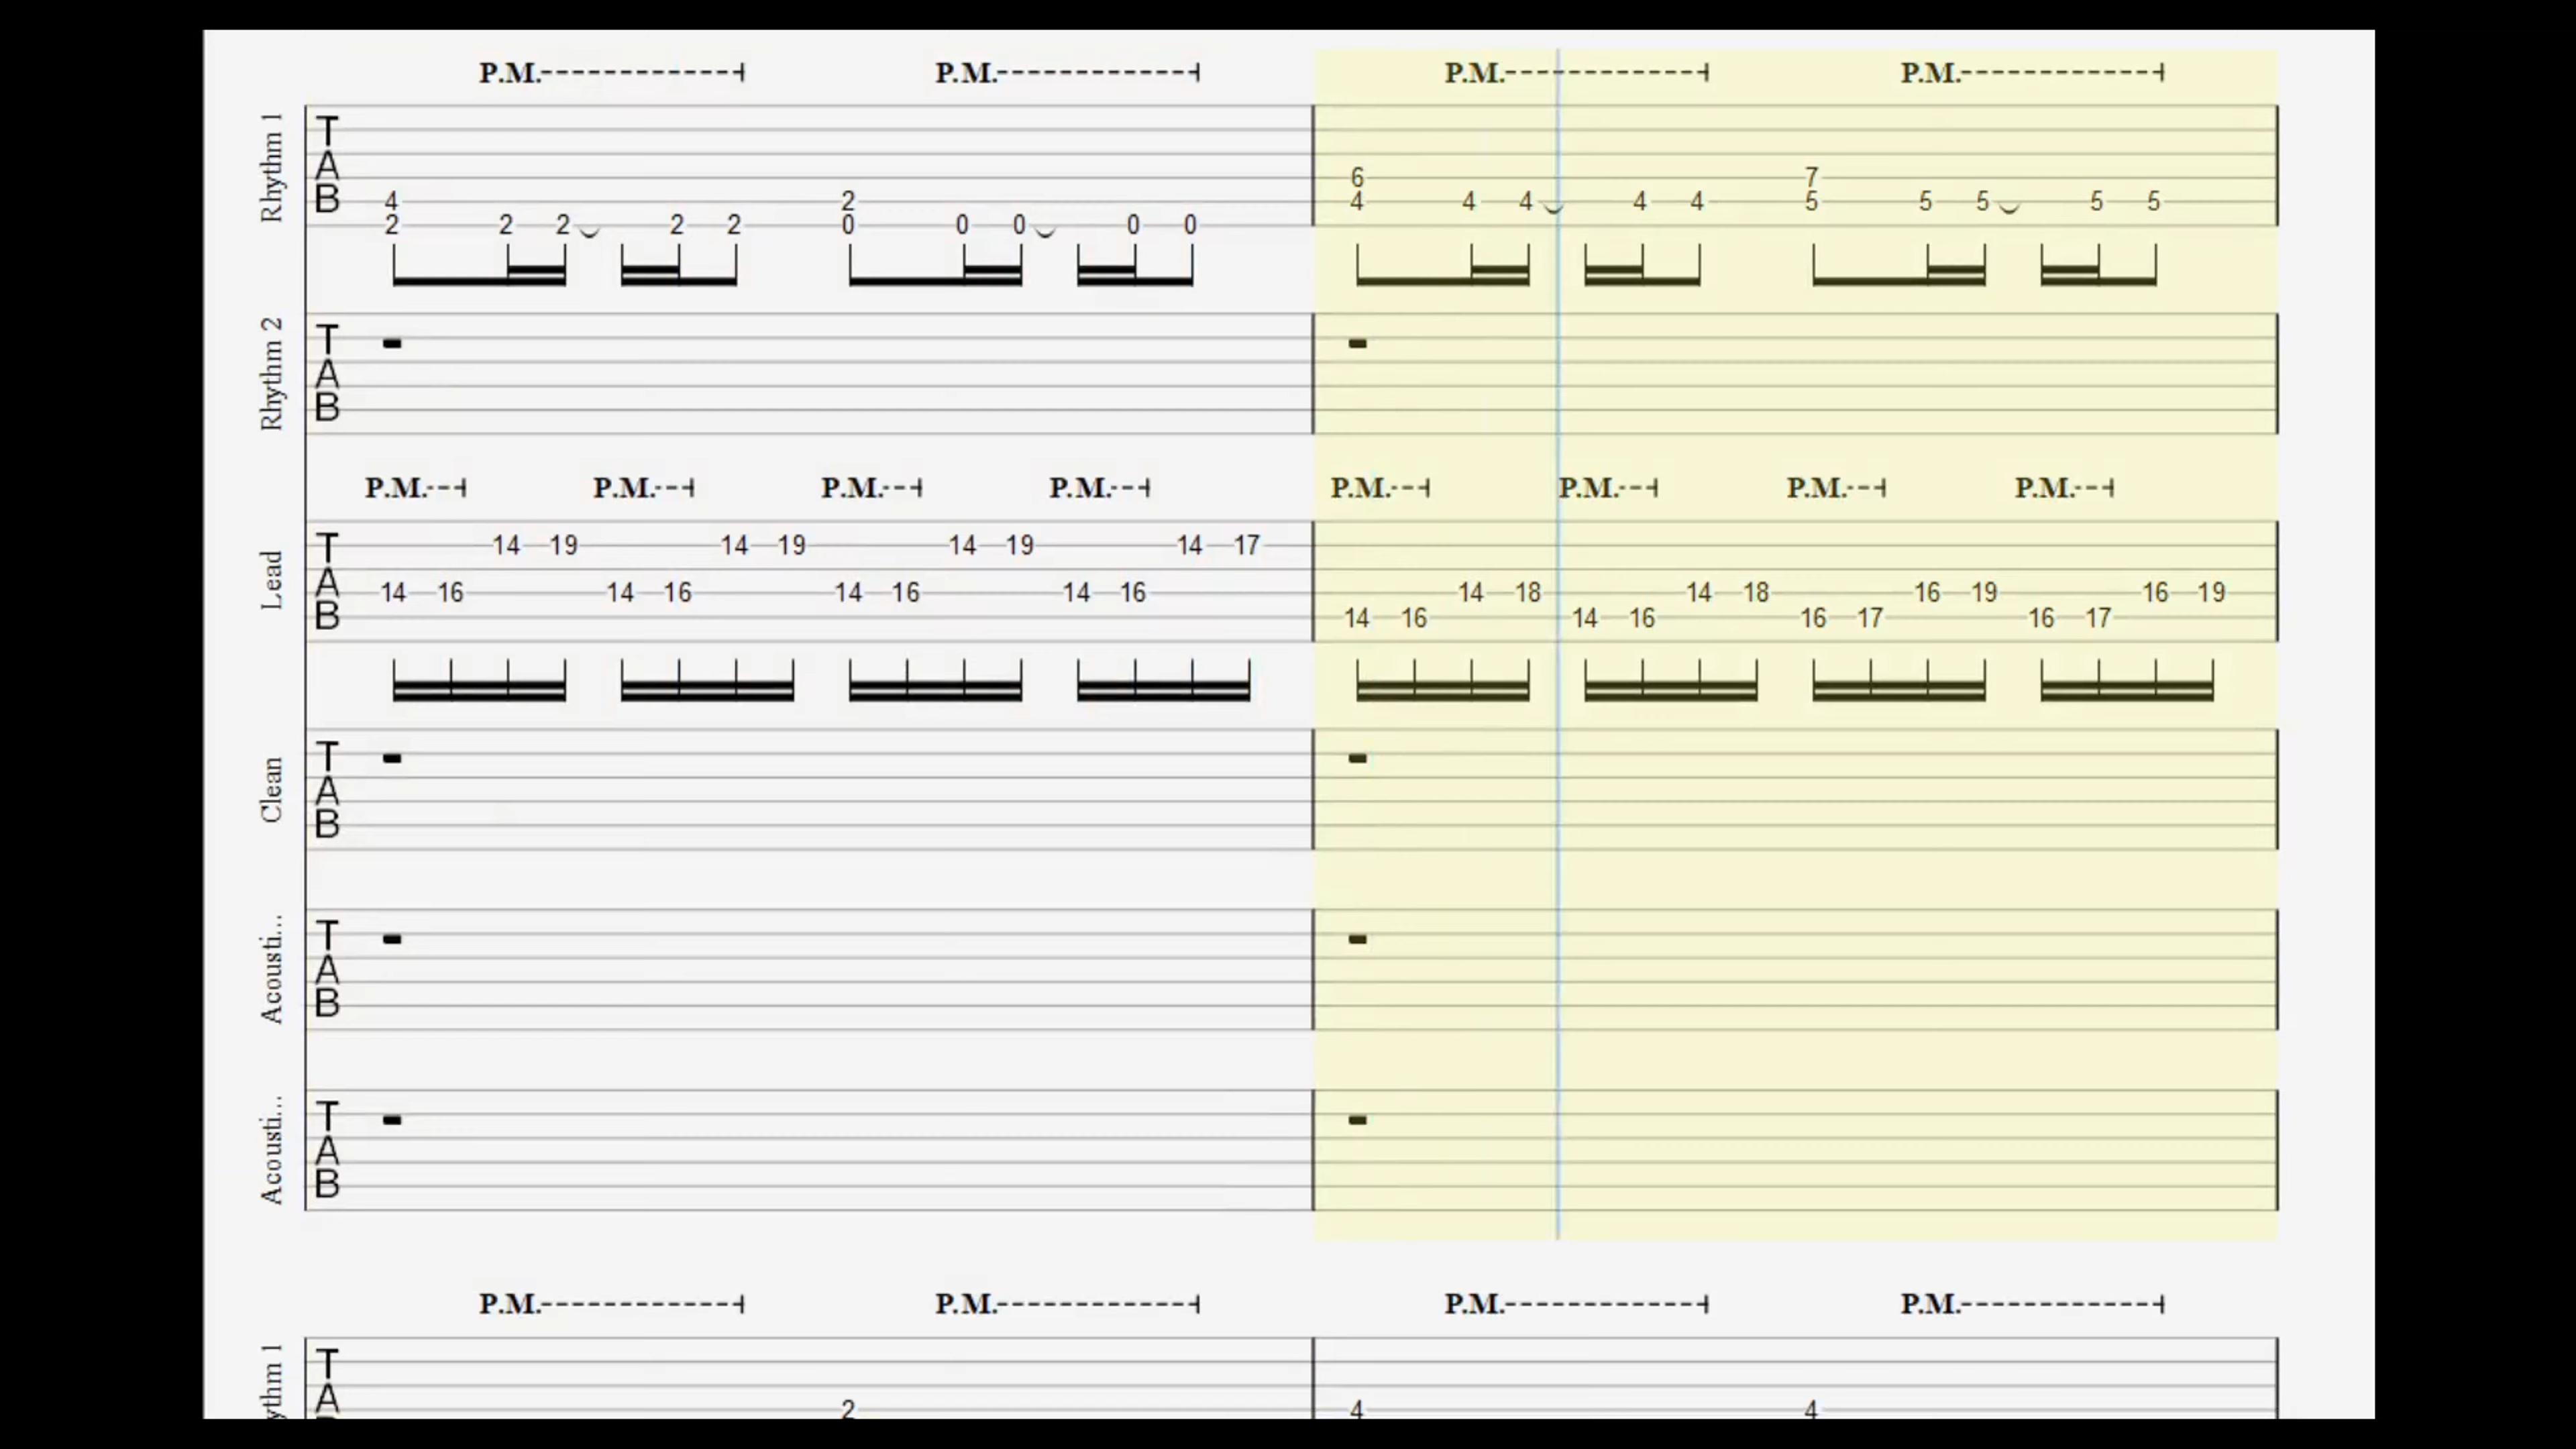 P.M.------------- P.M.------------- P.M.------------- P.M.-------------
Rhythm 1
T
A
B
6 7
4 2 4 4 4 4 4 5 5 5 5 5
2 2 2 2 2 0 0 0 0 0
Rhythm 2
T
A
B
P.M.--- P.M.--- P.M.--- P.M.--- P.M.--- P.M.--- P.M.--- P.M.---
Lead
T
A
B
14 19 14 19 14 19 14 17
14 16 14 16 14 16 14 16 14 18 14 18 16 19 16 19
14 16 14 16 16 17 16 17
Clean
T
A
B
Acousti...
T
A
B
Acousti...
T
A
B
P.M.------------- P.M.------------- P.M.------------- P.M.-------------
ythm 1
T
A
2 4 4